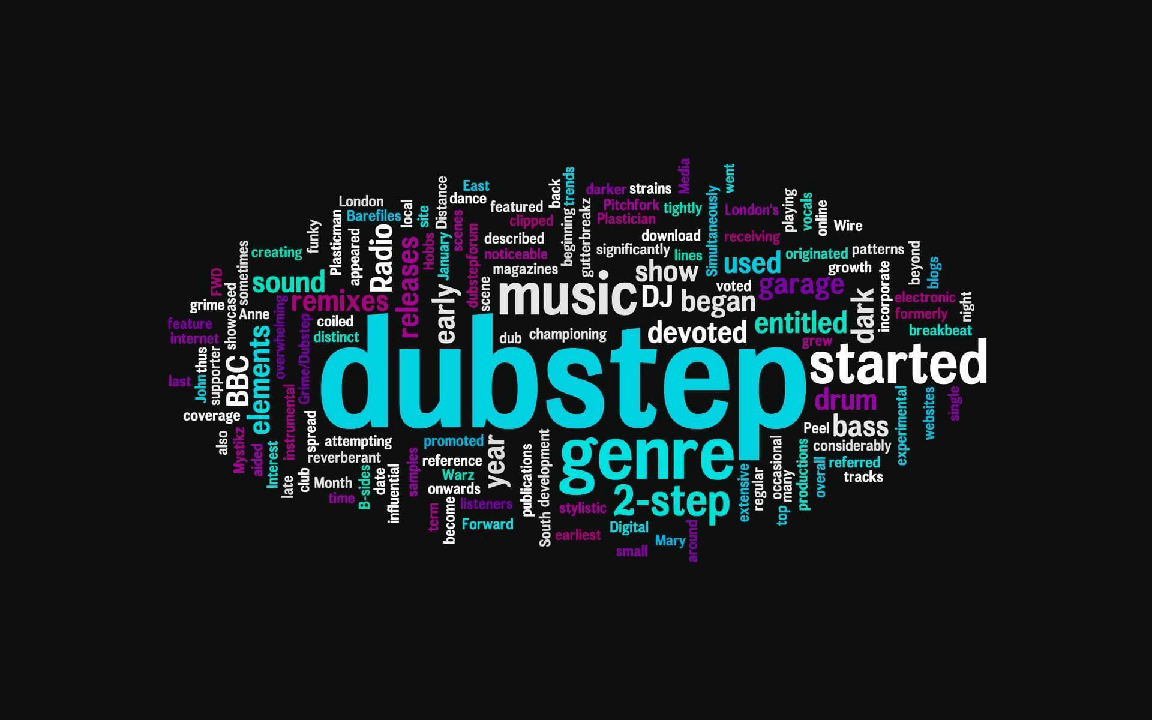 Media
went
East
back
trends
darker
strains
Simultaneously
London
Barefiles
local
site
Distance
dance
featured
clipped
Pitchfork
tightly
Plastician
London's
playing
vocals
online
Wire
funky
Plasticman
appeared
Radio
releases
Hobbs
January
scenes
dubstepforum
described
noticeable
magazines
beginning
gutterbreakz
download
significantly
lines
receiving
originated
patterns
growth
beyond
blogs
creating
sometimes
FWD
sound
remixes
early
scene
music
show
DJ
began
voted
used
garage
dark
incorporate
electronic
formerly
night
breakbeat
grime
showcased
Anne
overwhelming
Grime/Dubstep
coiled
distinct
dub
championing
devoted
entitled
grew
feature
internet
last
John
thus
supporter
BBC
elements
dubstep
started
drum
single
websites
experimental
coverage
also
Mystikz
aided
Interest
instrumental
spread
attempting
reverberant
promoted
reference
Warz
onwards
listeners
year
genre
Peel
bass
considerably
referred
tracks
late
club
Month
time
B-sides
date
influential
samples
term
become
Forward
publications
South
development
stylistic
earliest
2-step
Digital
small
Mary
around
extensive
regular
occasional
top
many
productions
overall